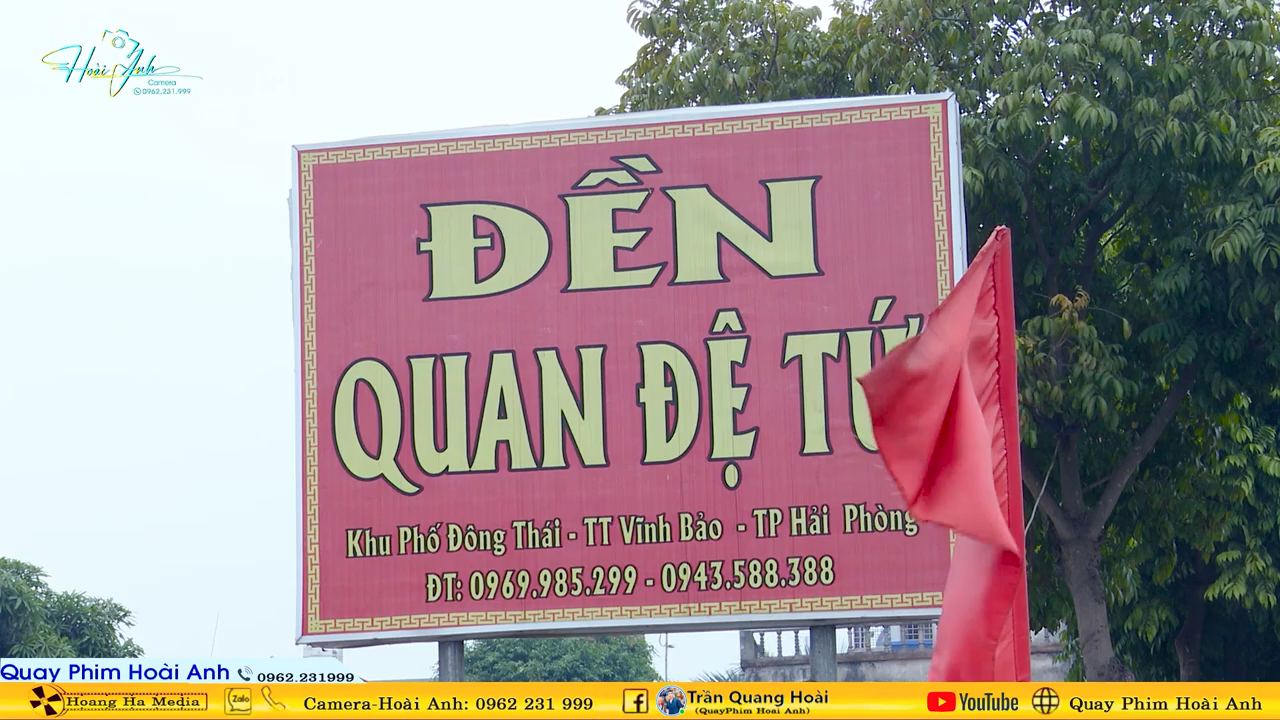 Hoài Anh
Camera
0962.231.999
ĐỀN
QUAN ĐỆ TỨ
Khu Phố Đông Thái - TT Vĩnh Bảo - TP Hải Phòng
ĐT: 0969.985.299 - 0943.588.388
Quay Phim Hoài Anh 0962.231999
Hoang Ha Media
Zalo
Camera-Hoài Anh: 0962 231 999
Trần Quang Hoài
(QuayPhim Hoai Anh)
YouTube
Quay Phim Hoài Anh